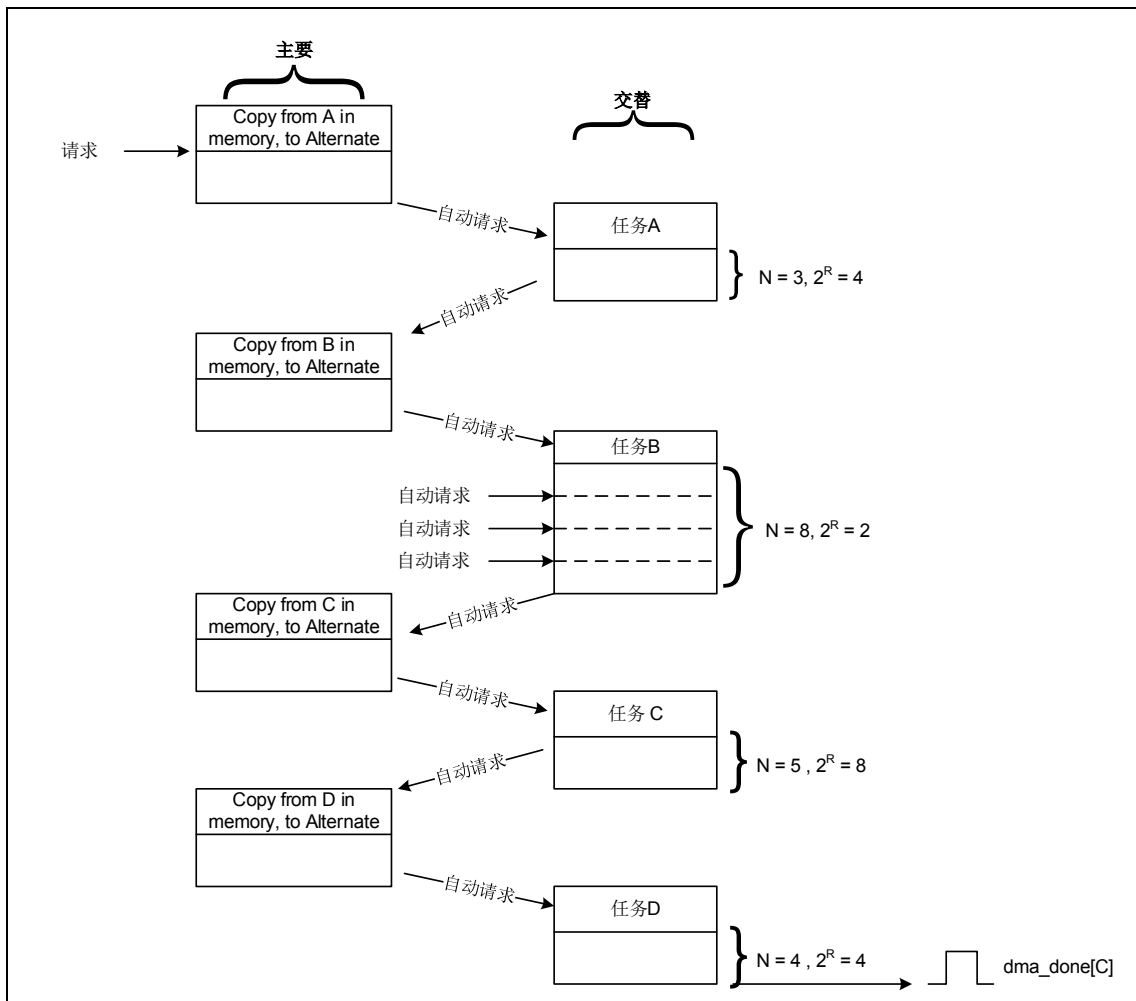 主要
交替
Copy from A in
memory, to Alternate
请求
自动请求
任务A
N = 3, 2^R = 4
自动请求
Copy from B in
memory, to Alternate
自动请求
任务B
自动请求
自动请求
自动请求
N = 8, 2^R = 2
自动请求
Copy from C in
memory, to Alternate
自动请求
任务 C
N = 5 , 2^R = 8
自动请求
Copy from D in
memory, to Alternate
自动请求
任务D
N = 4 , 2^R = 4
dma_done[C]